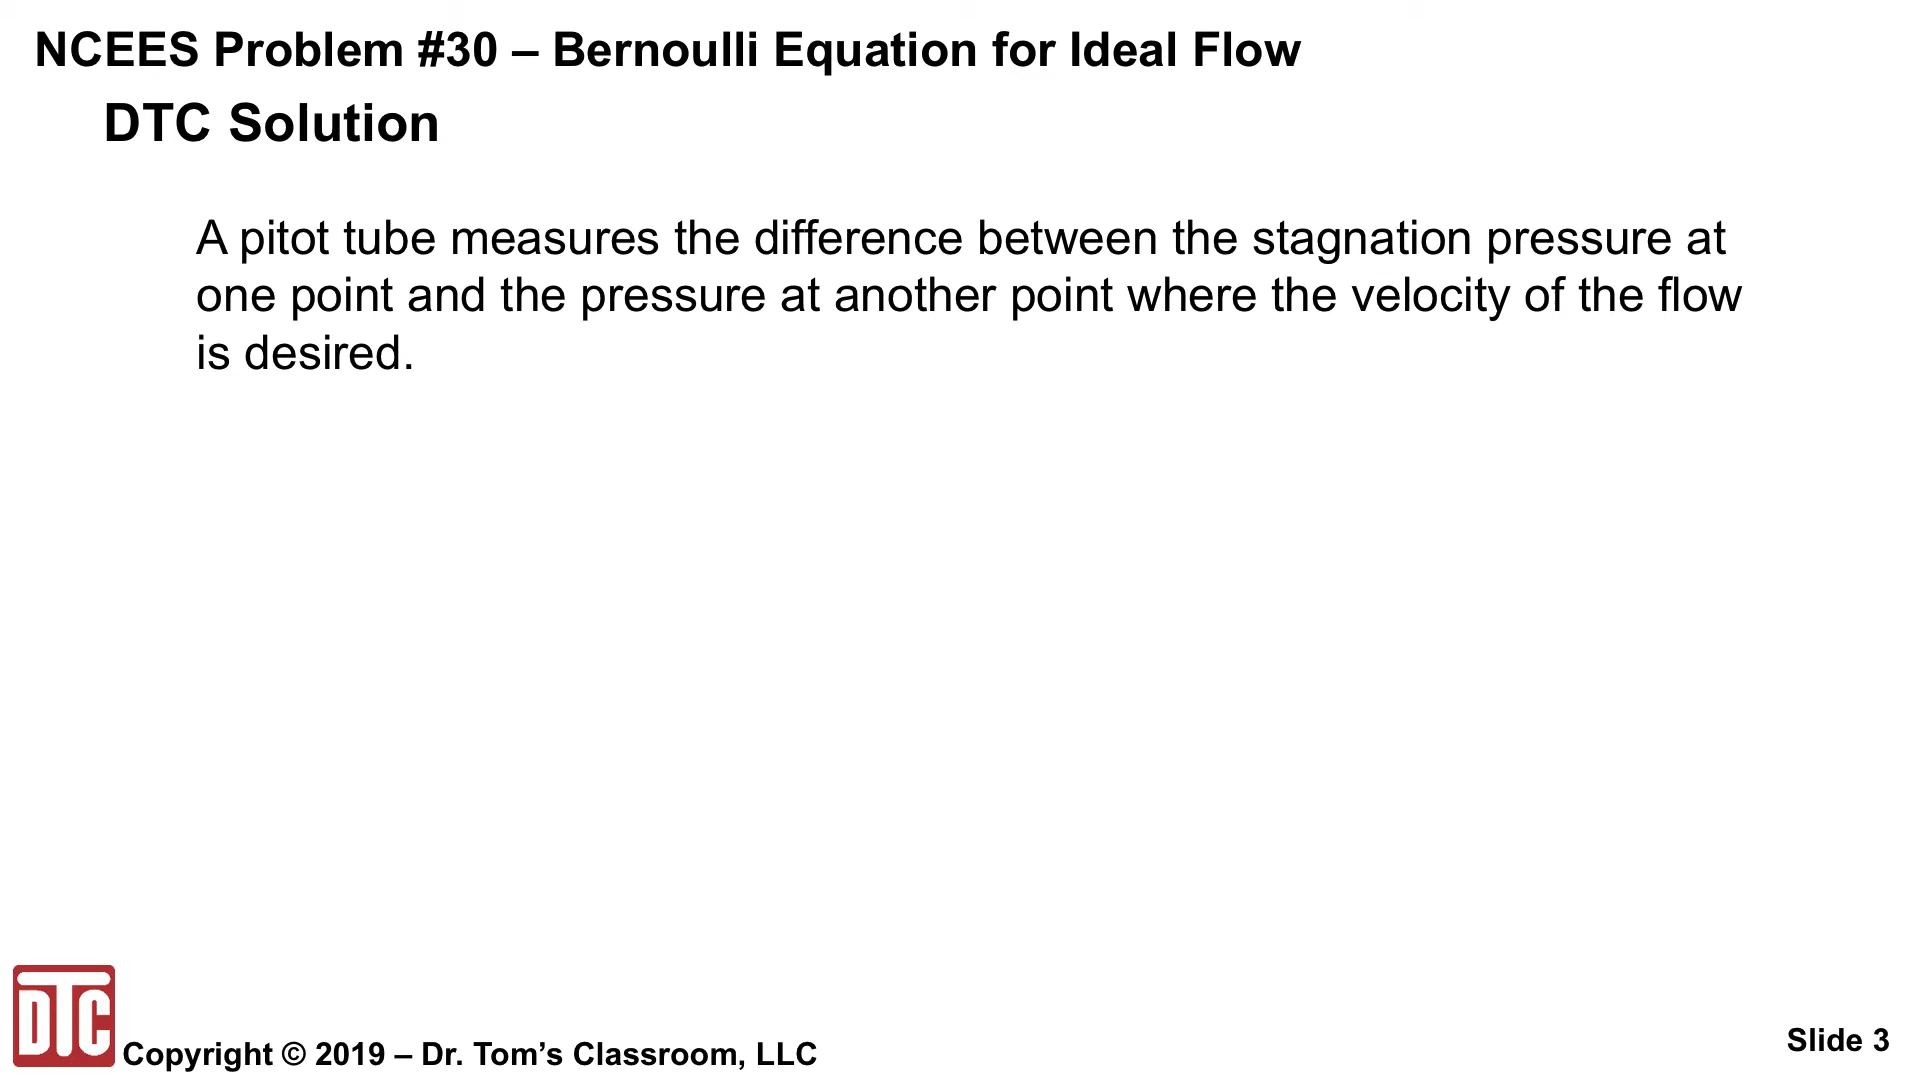 NCEES Problem #30 – Bernoulli Equation for Ideal Flow
DTC Solution
A pitot tube measures the difference between the stagnation pressure at
one point and the pressure at another point where the velocity of the flow
is desired.
DTC
Copyright © 2019 – Dr. Tom’s Classroom, LLC
Slide 3